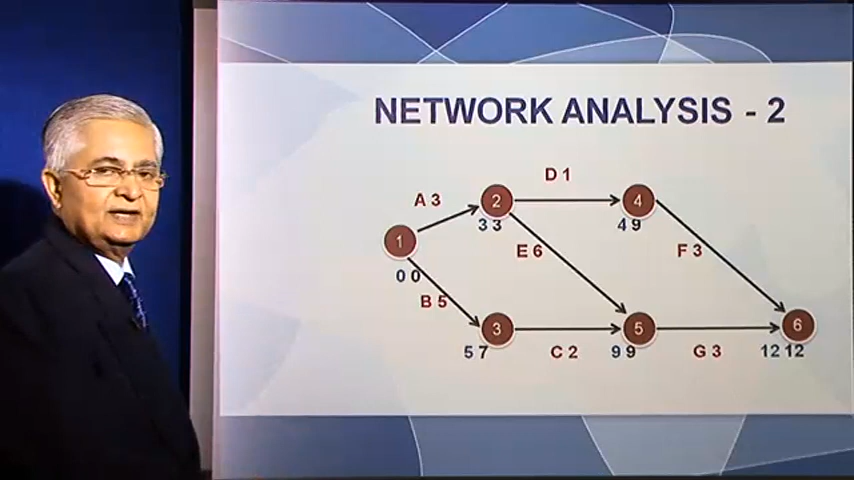 NETWORK ANALYSIS - 2
D 1
A 3
2
4
3 3
4 9
1
E 6
F 3
0 0
B 5
3
5
6
5 7
C 2
9 9
G 3
12 12